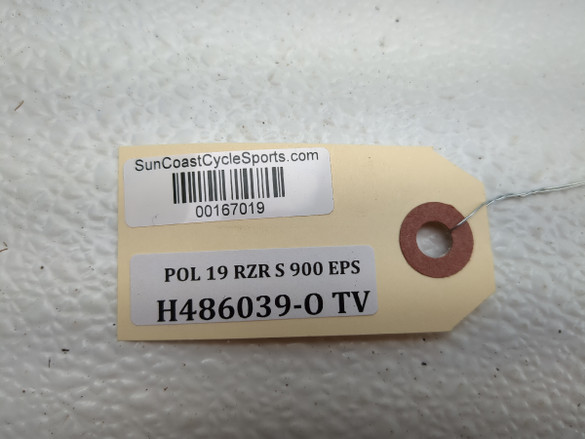 SunCoastCycleSports.com
00167019
POL 19 RZR S 900 EPS
H486039-O TV